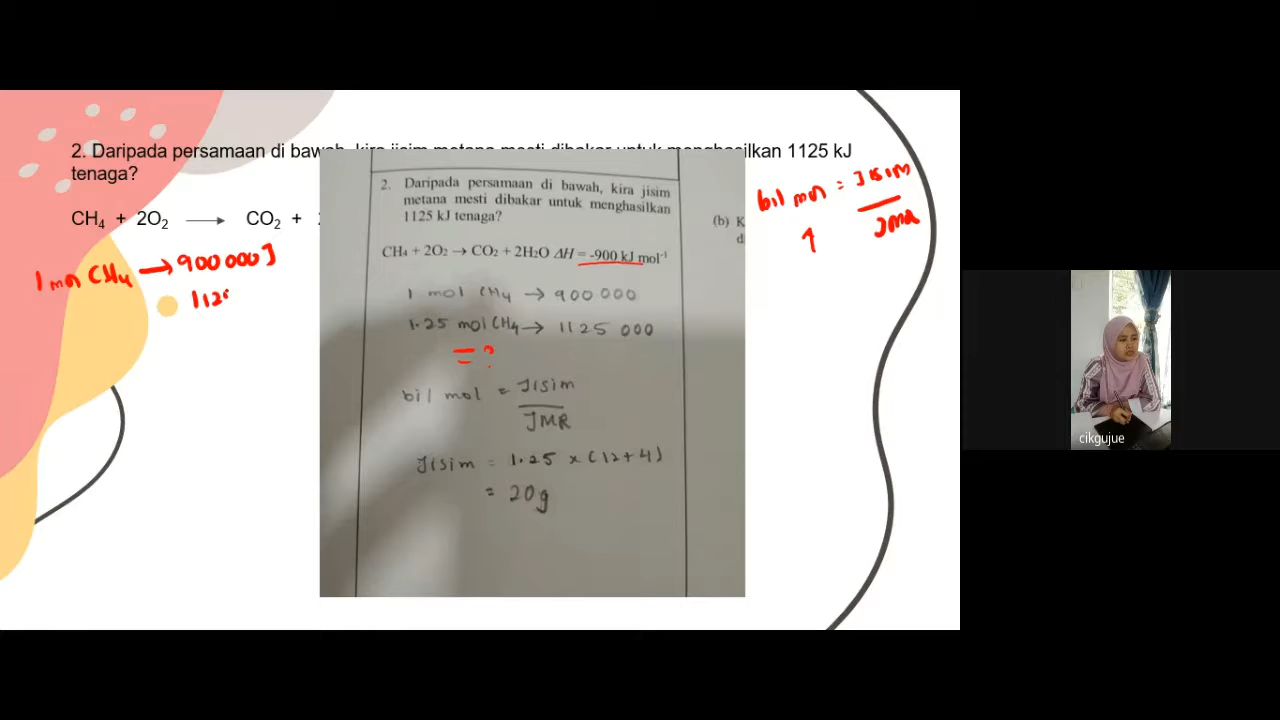 2. Daripada persamaan di bawah, kira jisim metana mesti dibakar untuk menghasilkan 1125 kJ
tenaga?
CH₄ + 2O₂ → CO₂ +
1 mol CH₄ → 900 000 J
112
2. Daripada persamaan di bawah, kira jisim
metana mesti dibakar untuk menghasilkan
1125 kJ tenaga?
CH₄ + 2O₂ → CO₂ + 2H₂O ΔH = -900 kJ mol⁻¹
1 mol CH₄ → 900 000
1.25 mol CH₄ → 1125 000
= ?
bil mol = Jisim
JMR
Jisim = 1.25 × (12+4)
= 20g
(b) K
d
bil mol = Jisim
JMR
cikgujue